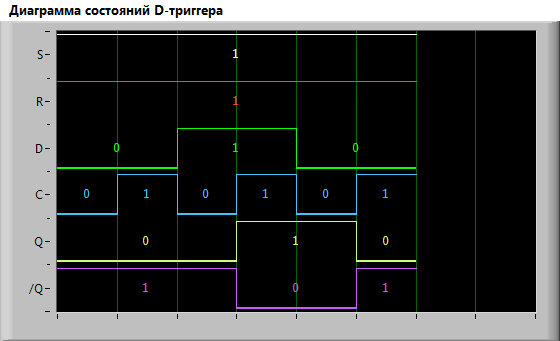 Диаграмма состояний D-триггера
S 1
R 1
D 0 1 0
C 0 1 0 1 0 1
Q 0 1 0
/Q 1 0 1